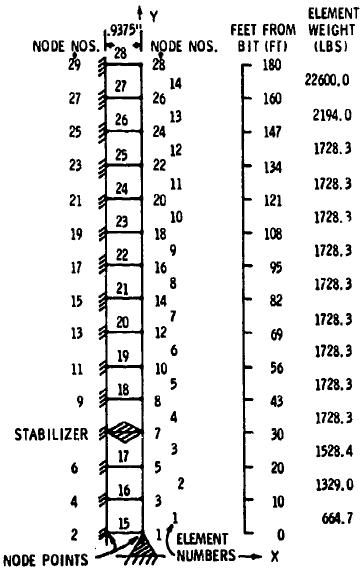 Y ELEMENT
.9375' FEET FROM WEIGHT
NODE NOS. NODE NOS. BIT (FT) (LBS)
28
29 28 180
27 14 22600.0
27 26 160
26 13 2194.0
25 24 147
25 12 1728.3
23 22 134
24 11 1728.3
21 20 121
23 10 1728.3
19 18 108
22 9 1728.3
17 16 95
21 8 1728.3
15 14 82
20 7 1728.3
13 12 69
19 6 1728.3
11 10 56
18 5 1728.3
9 8 43
4 1728.3
STABILIZER 7 30
17 3 1528.4
6 5 20
16 2 1329.0
4 3 10
15 1 664.7
2 1 0
NODE POINTS ELEMENT NUMBERS X